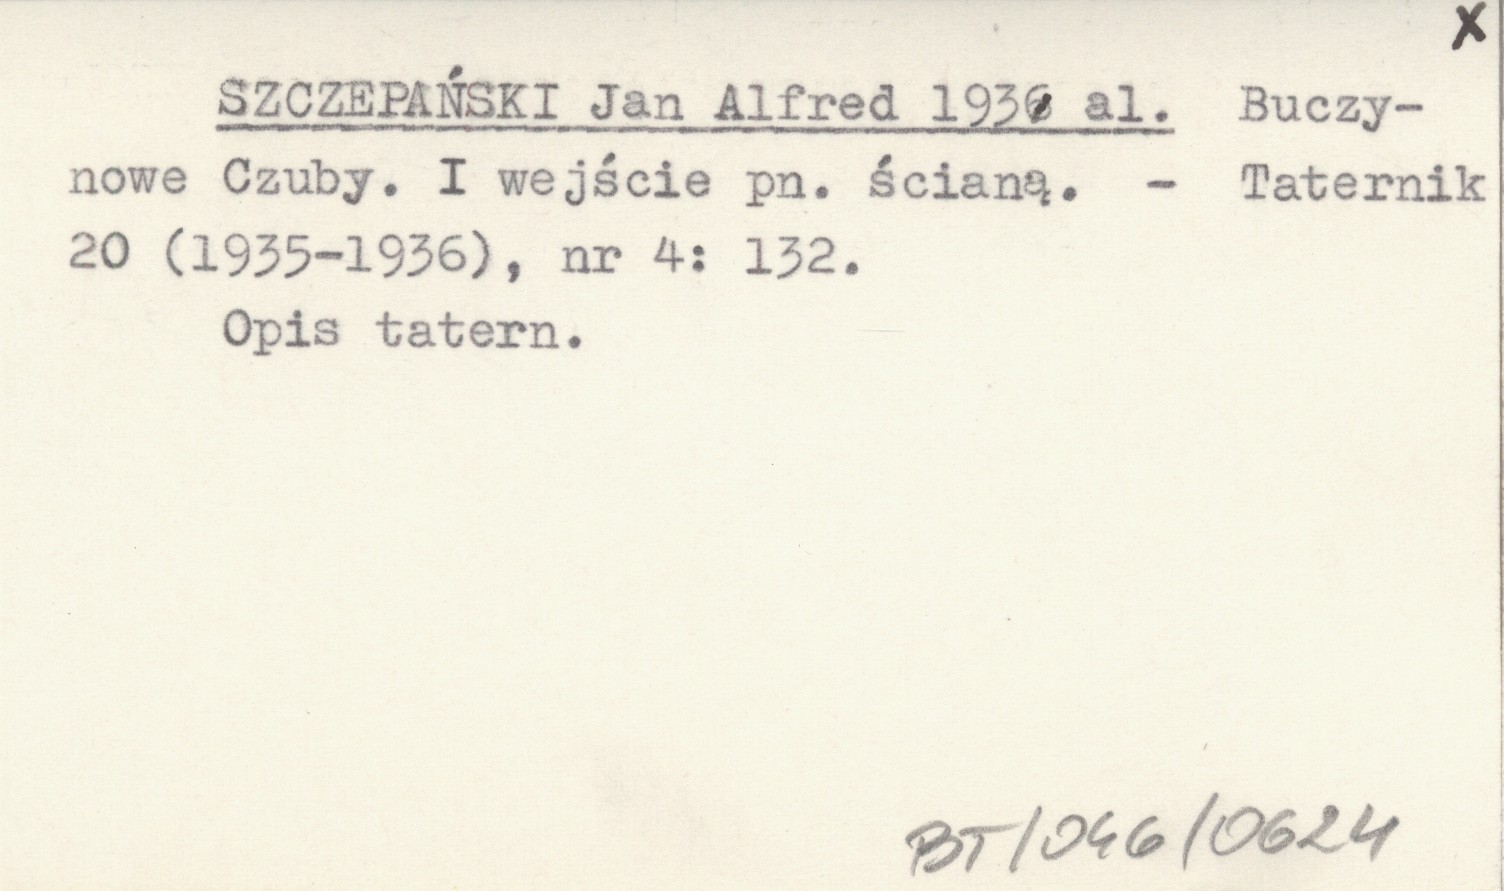 X
SZCZEPAŃSKI Jan Alfred 1936 al. Buczy-
nowe Czuby. I wejście pn. ścianą. - Taternik
20 (1935-1936), nr 4: 132.
Opis tatern.
BT/046/0624